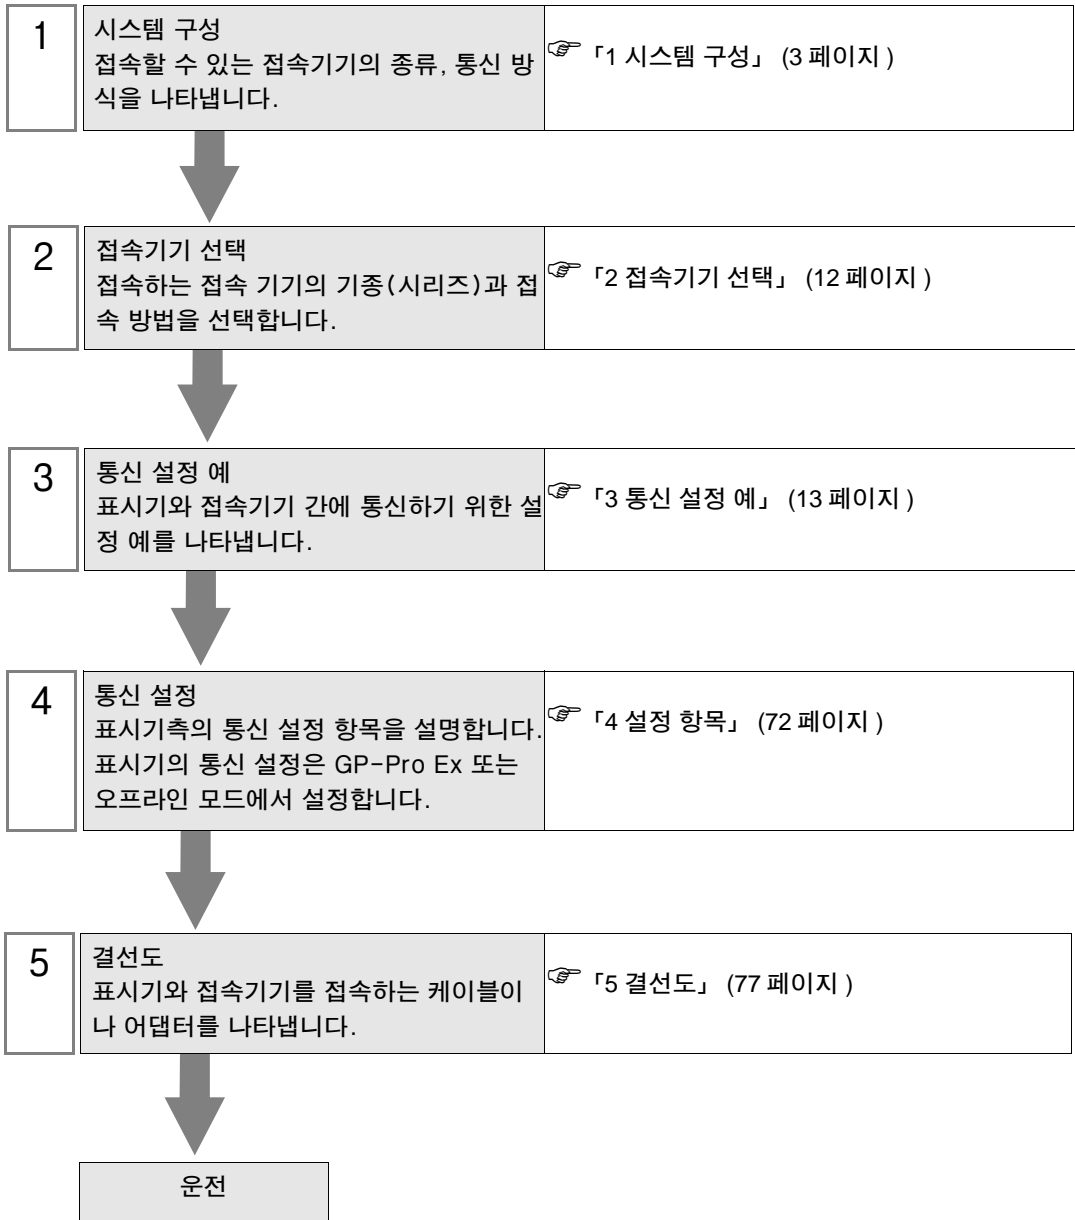 1
시스템 구성
접속할 수 있는 접속기기의 종류, 통신 방
식을 나타냅니다.
☞ 「1 시스템 구성」 (3 페이지 )
2
접속기기 선택
접속하는 접속 기기의 기종(시리즈)과 접
속 방법을 선택합니다.
☞ 「2 접속기기 선택」 (12 페이지 )
3
통신 설정 예
표시기와 접속기기 간에 통신하기 위한 설
정 예를 나타냅니다.
☞ 「3 통신 설정 예」 (13 페이지 )
4
통신 설정
표시기측의 통신 설정 항목을 설명합니다.
표시기의 통신 설정은 GP-Pro Ex 또는
오프라인 모드에서 설정합니다.
☞ 「4 설정 항목」 (72 페이지 )
5
결선도
표시기와 접속기기를 접속하는 케이블이
나 어댑터를 나타냅니다.
☞ 「5 결선도」 (77 페이지 )
운전